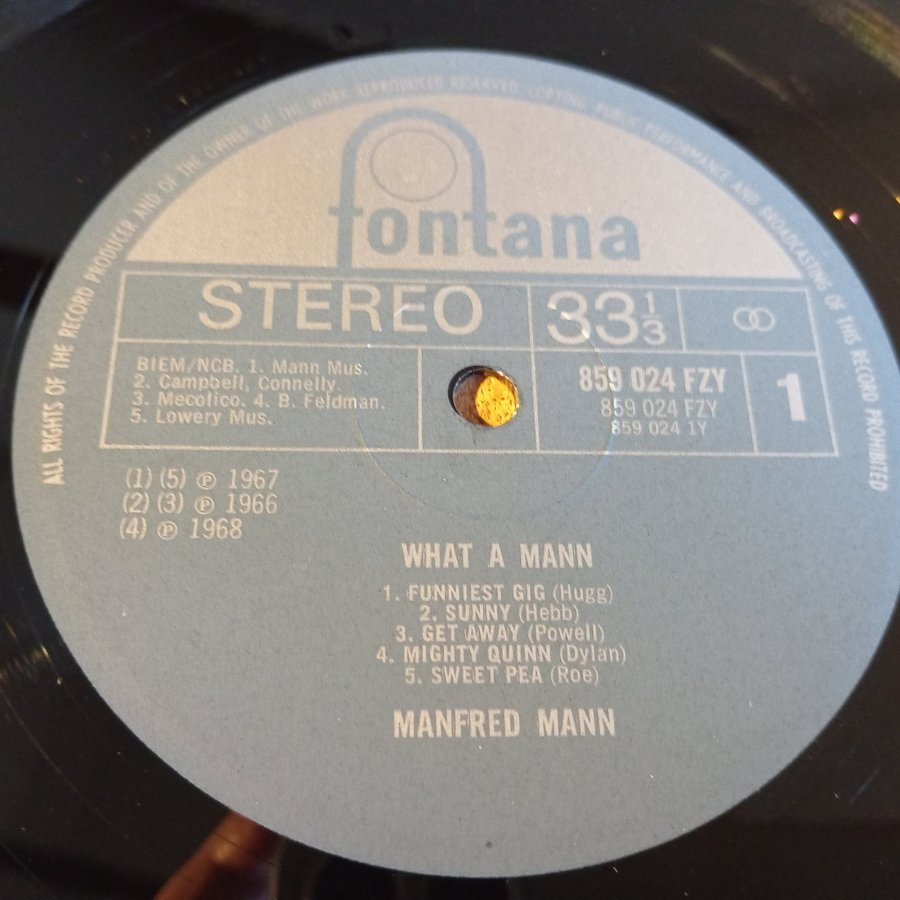 ALL RIGHTS OF THE RECORD PRODUCER AND OF THE OWNER OF THE WORK REPRODUCED RESERVED. COPYING, PUBLIC PERFORMANCE AND BROADCASTING OF THIS RECORD PROHIBITED
fontana
STEREO 33 1/3
BIEM/NCB. 1. Mann Mus.
2. Campbell, Connelly.
3. Mecolico. 4. B. Feldman.
5. Lowery Mus.
859 024 FZY
859 024 FZY
859 024 1Y
1
(1) (5) ℗ 1967
(2) (3) ℗ 1966
(4) ℗ 1968
WHAT A MANN
1. FUNNIEST GIG (Hugg)
2. SUNNY (Hebb)
3. GET AWAY (Powell)
4. MIGHTY QUINN (Dylan)
5. SWEET PEA (Roe)
MANFRED MANN